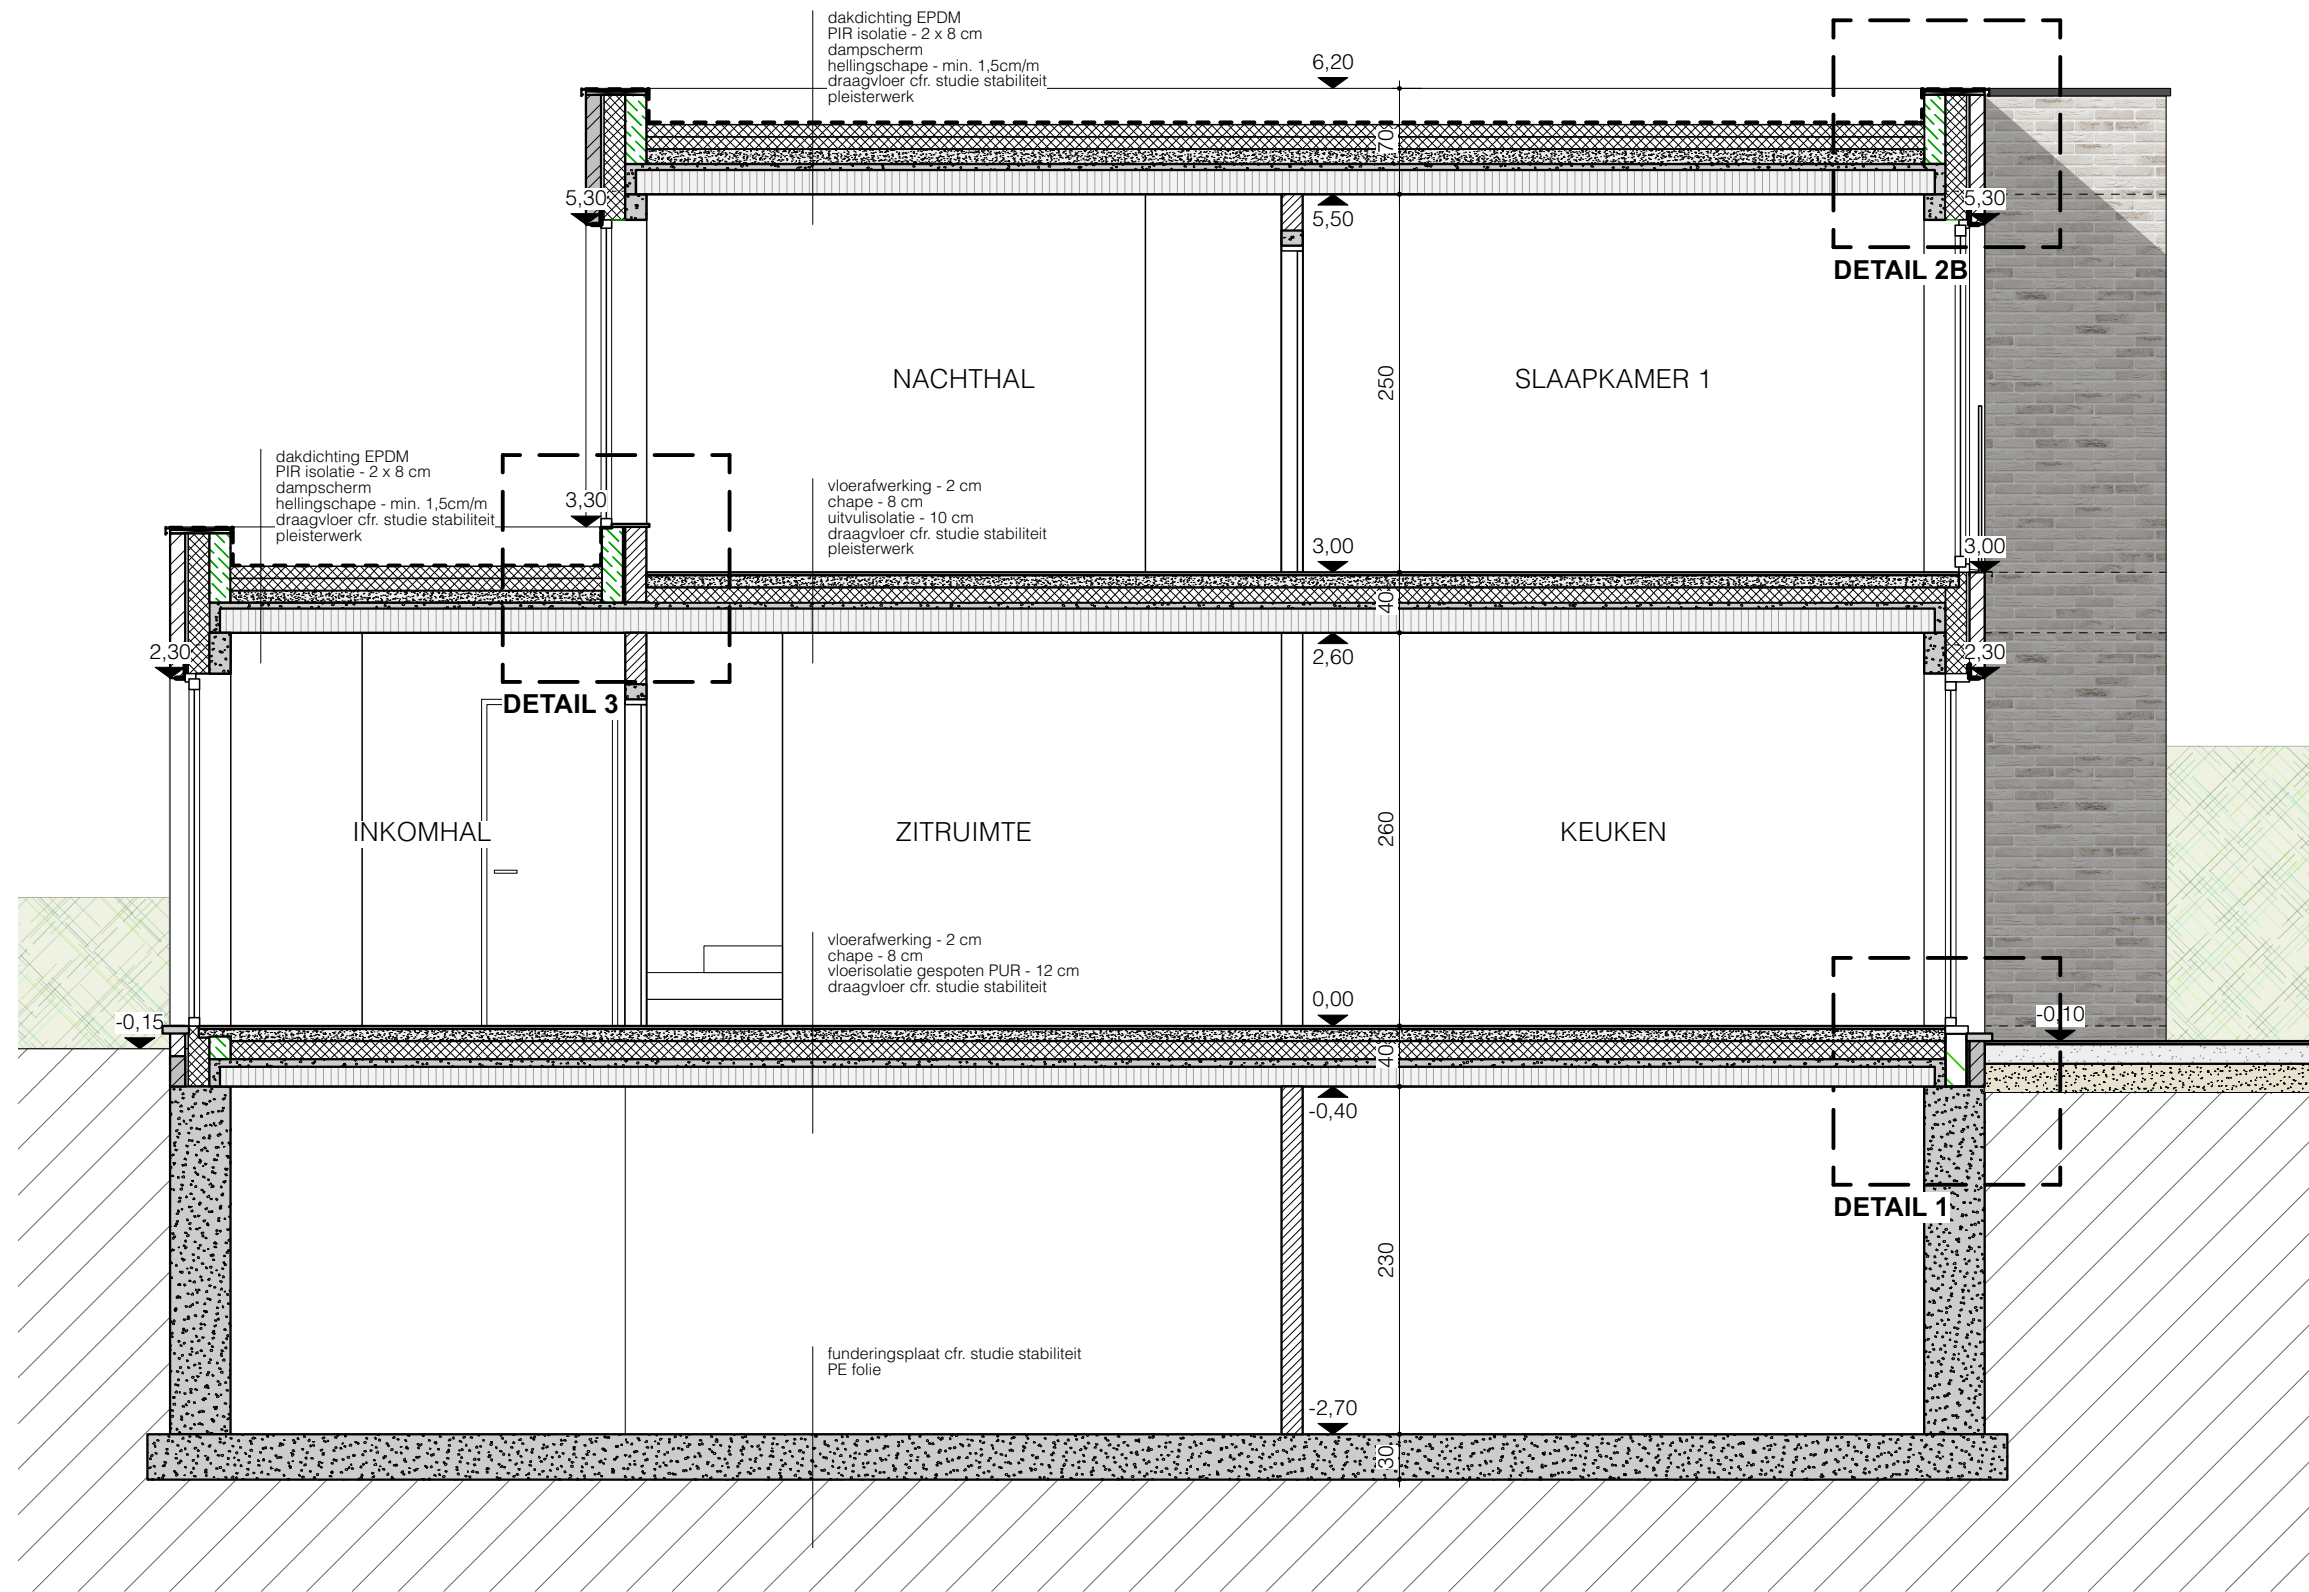 dakdichting EPDM
PIR isolatie - 2 x 8 cm
dampscherm
hellingschape - min. 1,5cm/m
draagvloer cfr. studie stabiliteit
pleisterwerk
6,20
70
5,30
5,50
5,30
DETAIL 2B
NACHTHAL
250
SLAAPKAMER 1
dakdichting EPDM
PIR isolatie - 2 x 8 cm
dampscherm
hellingschape - min. 1,5cm/m
draagvloer cfr. studie stabiliteit
pleisterwerk
3,30
vloerafwerking - 2 cm
chape - 8 cm
uitvulisolatie - 10 cm
draagvloer cfr. studie stabiliteit
pleisterwerk
3,00
3,00
40
2,30
2,60
2,30
DETAIL 3
INKOMHAL
ZITRUIMTE
260
KEUKEN
vloerafwerking - 2 cm
chape - 8 cm
vloerisolatie gespoten PUR - 12 cm
draagvloer cfr. studie stabiliteit
0,00
-0,15
-0,10
40
-0,40
DETAIL 1
230
funderingsplaat cfr. studie stabiliteit
PE folie
-2,70
30